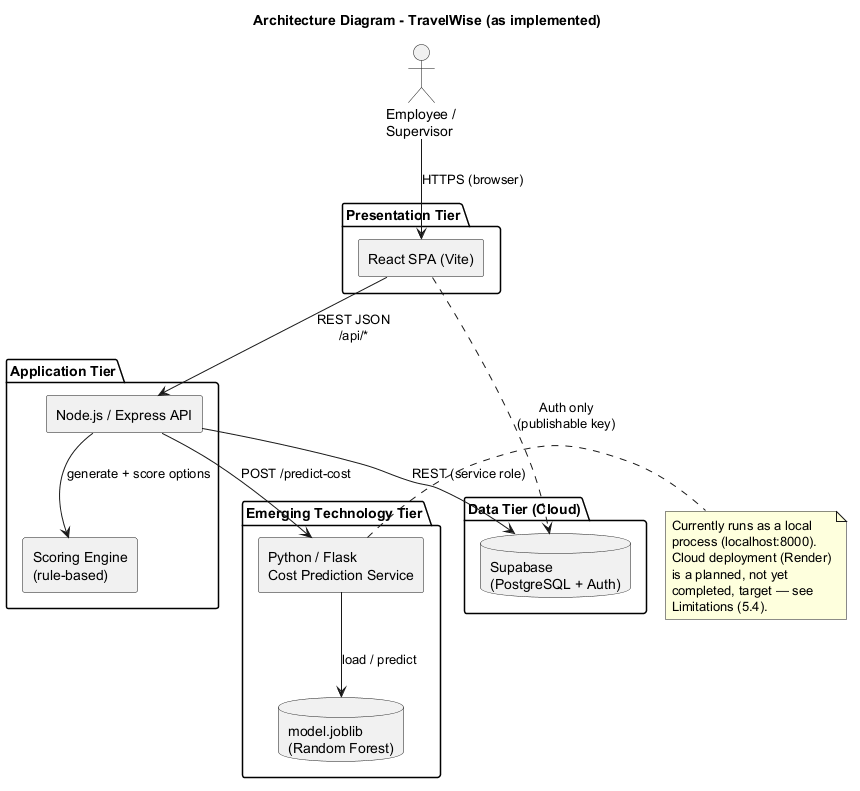 Architecture Diagram - TravelWise (as implemented)
Employee /
Supervisor
HTTPS (browser)
Presentation Tier
React SPA (Vite)
REST JSON
/api/*
Application Tier
Node.js / Express API
Auth only
(publishable key)
generate + score options
POST /predict-cost
REST (service role)
Emerging Technology Tier
Data Tier (Cloud)
Scoring Engine
(rule-based)
Python / Flask
Cost Prediction Service
Supabase
(PostgreSQL + Auth)
Currently runs as a local
process (localhost:8000).
Cloud deployment (Render)
is a planned, not yet
completed, target — see
Limitations (5.4).
load / predict
model.joblib
(Random Forest)